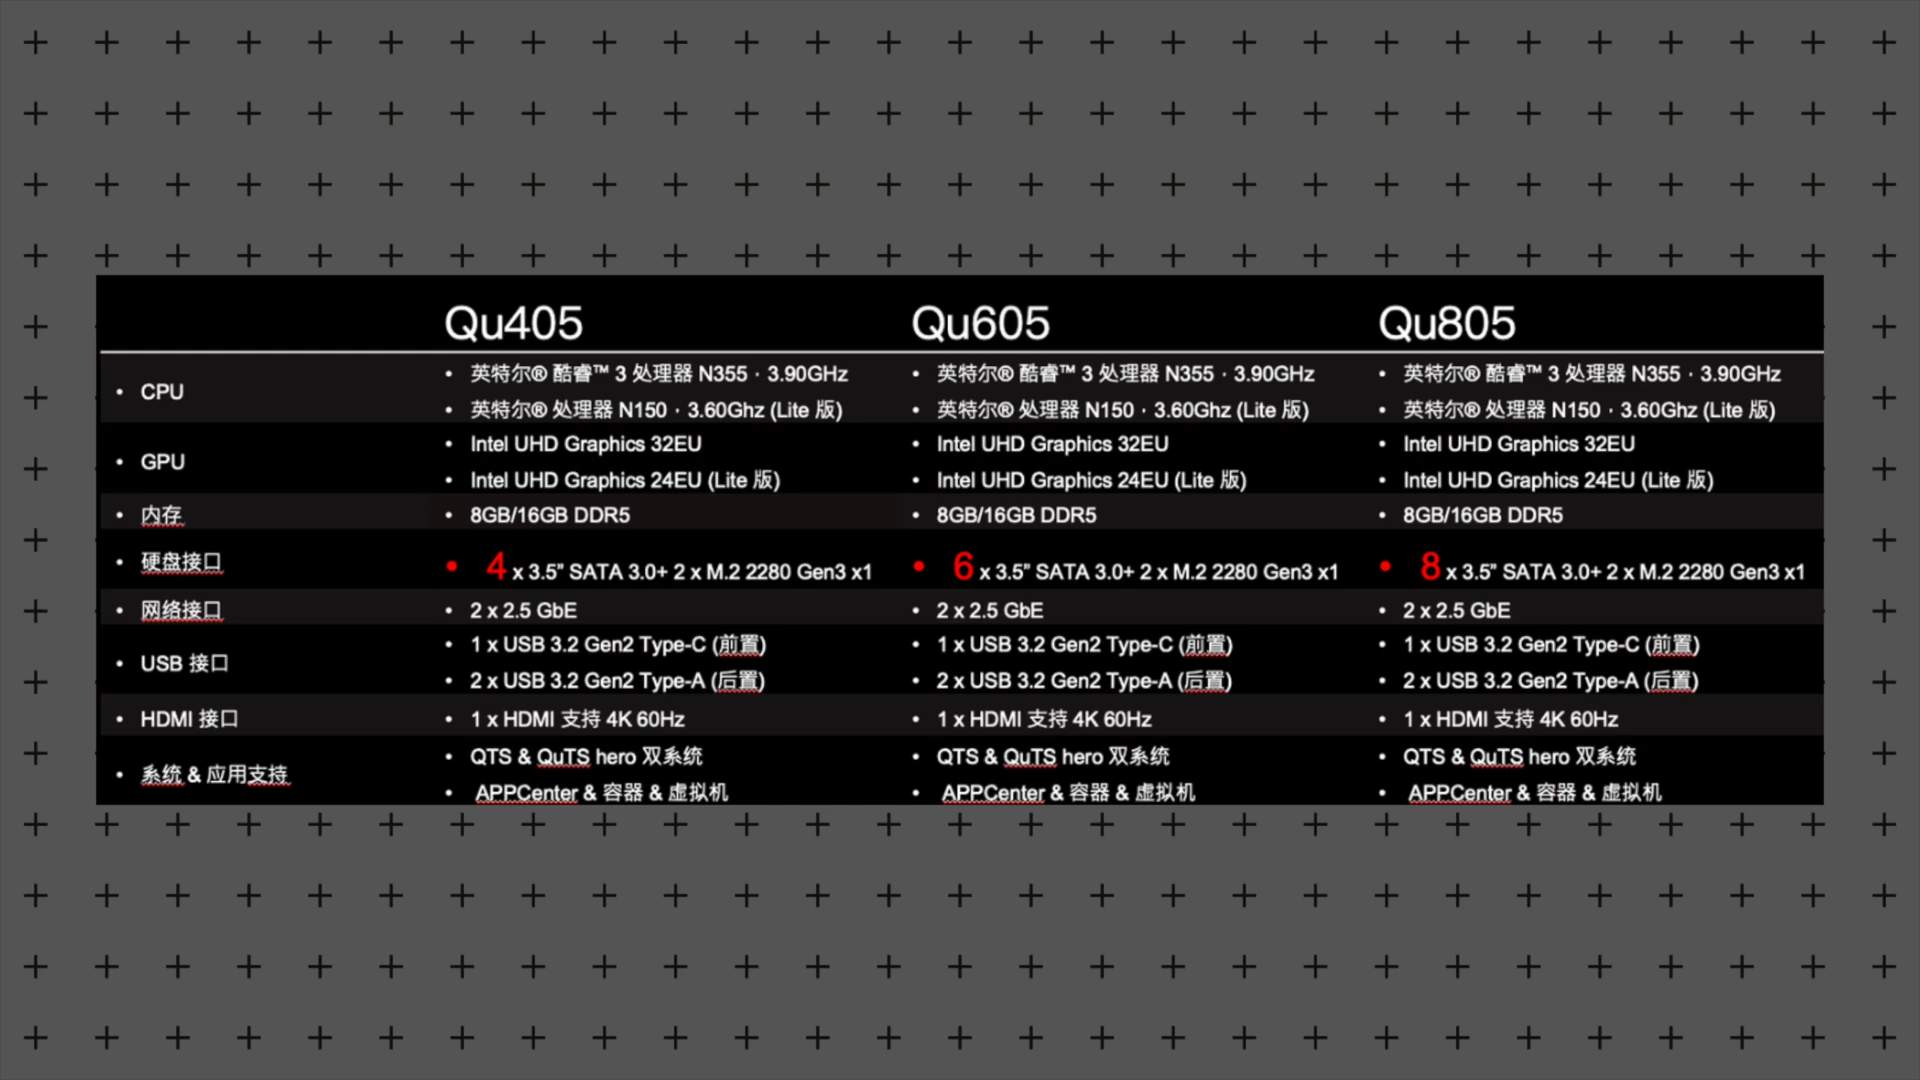 Qu405 Qu605 Qu805
• CPU
• 英特尔® 酷睿™ 3 处理器 N355 · 3.90GHz • 英特尔® 酷睿™ 3 处理器 N355 · 3.90GHz • 英特尔® 酷睿™ 3 处理器 N355 · 3.90GHz
• 英特尔® 处理器 N150 · 3.60Ghz (Lite 版) • 英特尔® 处理器 N150 · 3.60Ghz (Lite 版) • 英特尔® 处理器 N150 · 3.60Ghz (Lite 版)
• GPU
• Intel UHD Graphics 32EU • Intel UHD Graphics 32EU • Intel UHD Graphics 32EU
• Intel UHD Graphics 24EU (Lite 版) • Intel UHD Graphics 24EU (Lite 版) • Intel UHD Graphics 24EU (Lite 版)
• 内存 • 8GB/16GB DDR5 • 8GB/16GB DDR5 • 8GB/16GB DDR5
• 硬盘接口 • 4 x 3.5” SATA 3.0+ 2 x M.2 2280 Gen3 x1 • 6 x 3.5” SATA 3.0+ 2 x M.2 2280 Gen3 x1 • 8 x 3.5” SATA 3.0+ 2 x M.2 2280 Gen3 x1
• 网络接口 • 2 x 2.5 GbE • 2 x 2.5 GbE • 2 x 2.5 GbE
• USB 接口
• 1 x USB 3.2 Gen2 Type-C (前置) • 1 x USB 3.2 Gen2 Type-C (前置) • 1 x USB 3.2 Gen2 Type-C (前置)
• 2 x USB 3.2 Gen2 Type-A (后置) • 2 x USB 3.2 Gen2 Type-A (后置) • 2 x USB 3.2 Gen2 Type-A (后置)
• HDMI 接口 • 1 x HDMI 支持 4K 60Hz • 1 x HDMI 支持 4K 60Hz • 1 x HDMI 支持 4K 60Hz
• 系统 & 应用支持
• QTS & QuTS hero 双系统 • QTS & QuTS hero 双系统 • QTS & QuTS hero 双系统
• APPCenter & 容器 & 虚拟机 • APPCenter & 容器 & 虚拟机 • APPCenter & 容器 & 虚拟机